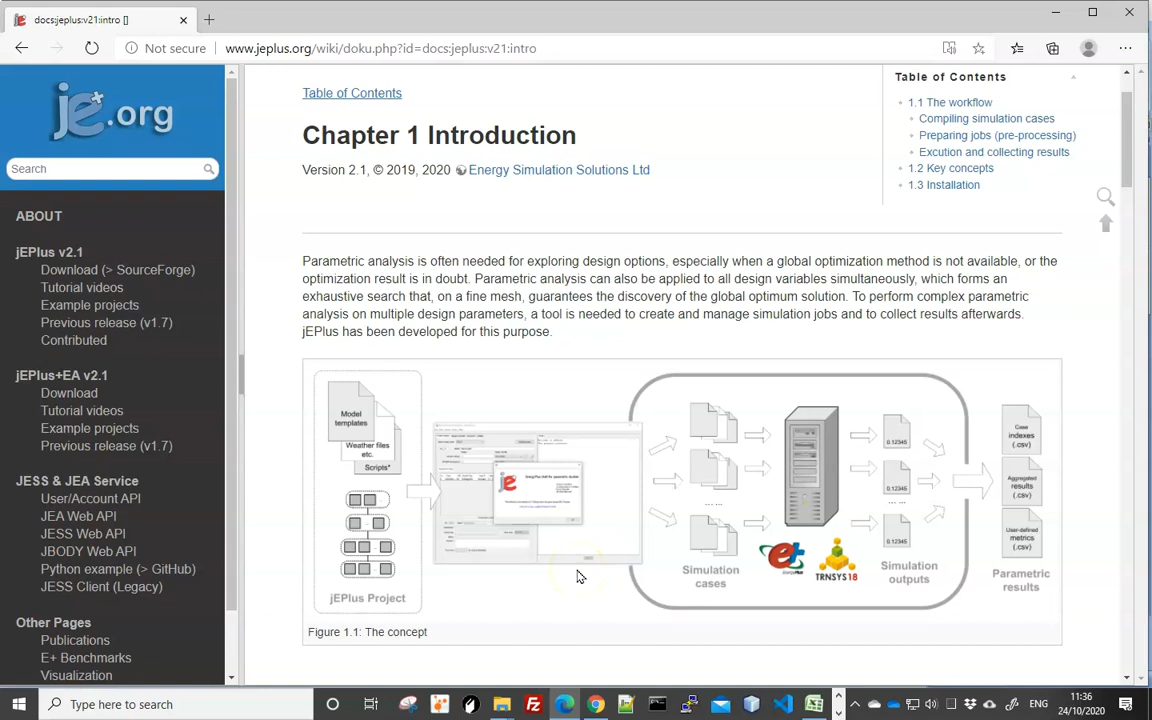 docs:jeplus:v21:intro []
Not secure
www.jeplus.org/wiki/doku.php?id=docs:jeplus:v21:intro
je+.org
Search
ABOUT
jEPlus v2.1
Download (> SourceForge)
Tutorial videos
Example projects
Previous release (v1.7)
Contributed
jEPlus+EA v2.1
Download
Tutorial videos
Example projects
Previous release (v1.7)
JESS & JEA Service
User/Account API
JEA Web API
JESS Web API
JBODY Web API
Python example (> GitHub)
JESS Client (Legacy)
Other Pages
Publications
E+ Benchmarks
Visualization
Table of Contents
Chapter 1 Introduction
Version 2.1, © 2019, 2020 Energy Simulation Solutions Ltd
Table of Contents
1.1 The workflow
Compiling simulation cases
Preparing jobs (pre-processing)
Excution and collecting results
1.2 Key concepts
1.3 Installation
Parametric analysis is often needed for exploring design options, especially when a global optimization method is not available, or the
optimization result is in doubt. Parametric analysis can also be applied to all design variables simultaneously, which forms an
exhaustive search that, on a fine mesh, guarantees the discovery of the global optimum solution. To perform complex parametric
analysis on multiple design parameters, a tool is needed to create and manage simulation jobs and to collect results afterwards.
jEPlus has been developed for this purpose.
Model
templates
Weather files
etc.
Scripts*
jEPlus Project
je
... ...
Simulation
cases
TRNSYS18
0.12345
0.12345
... ...
0.12345
Simulation
outputs
Case
indexes
(.csv)
Aggregated
results
(.csv)
User-defined
metrics
(.csv)
Parametric
results
Figure 1.1: The concept
Type here to search
ENG
11:36
24/10/2020